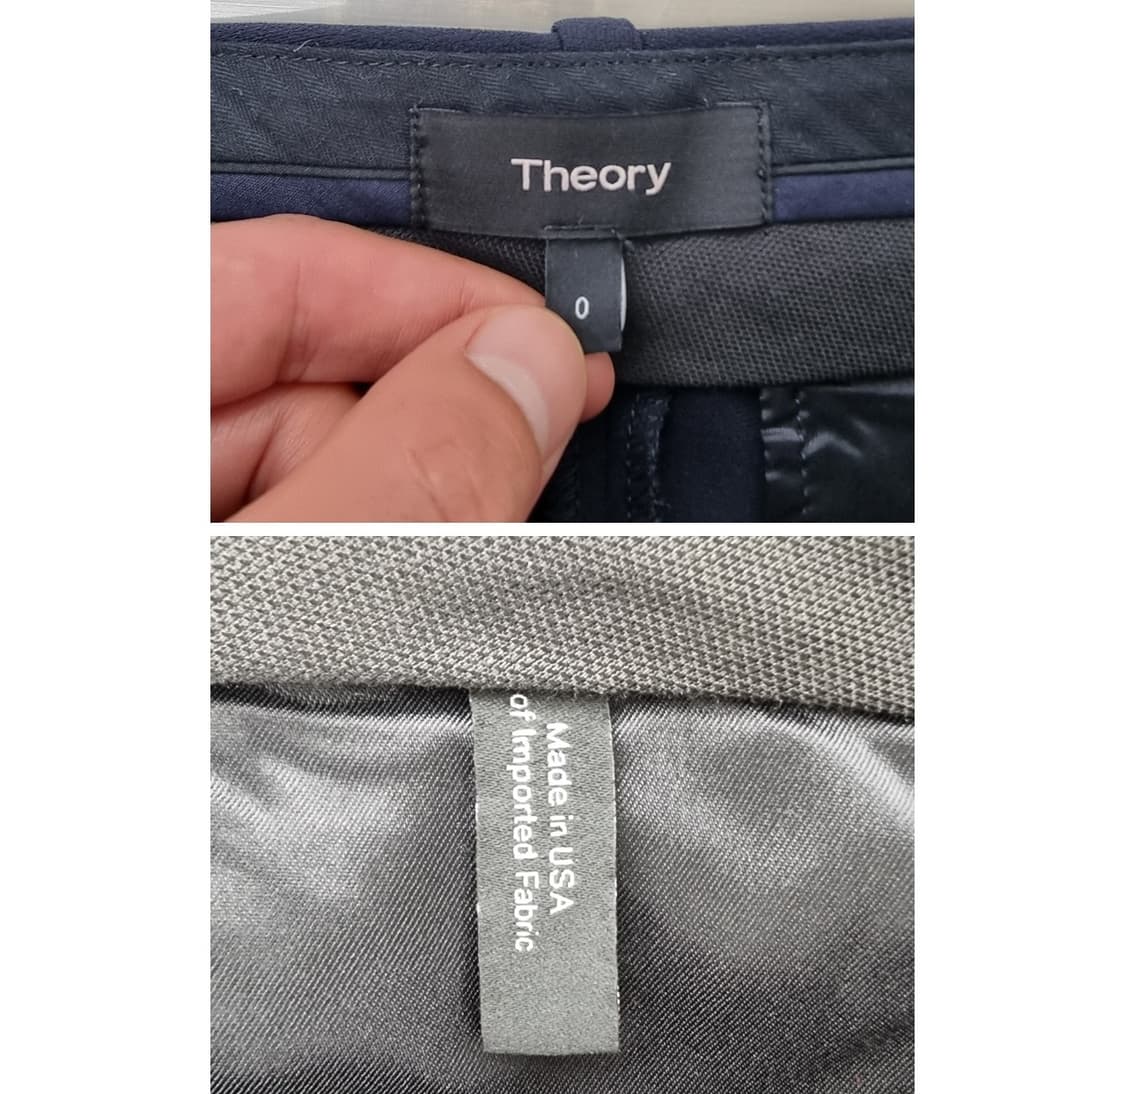 Theory
0
Made in USA
of Imported Fabric